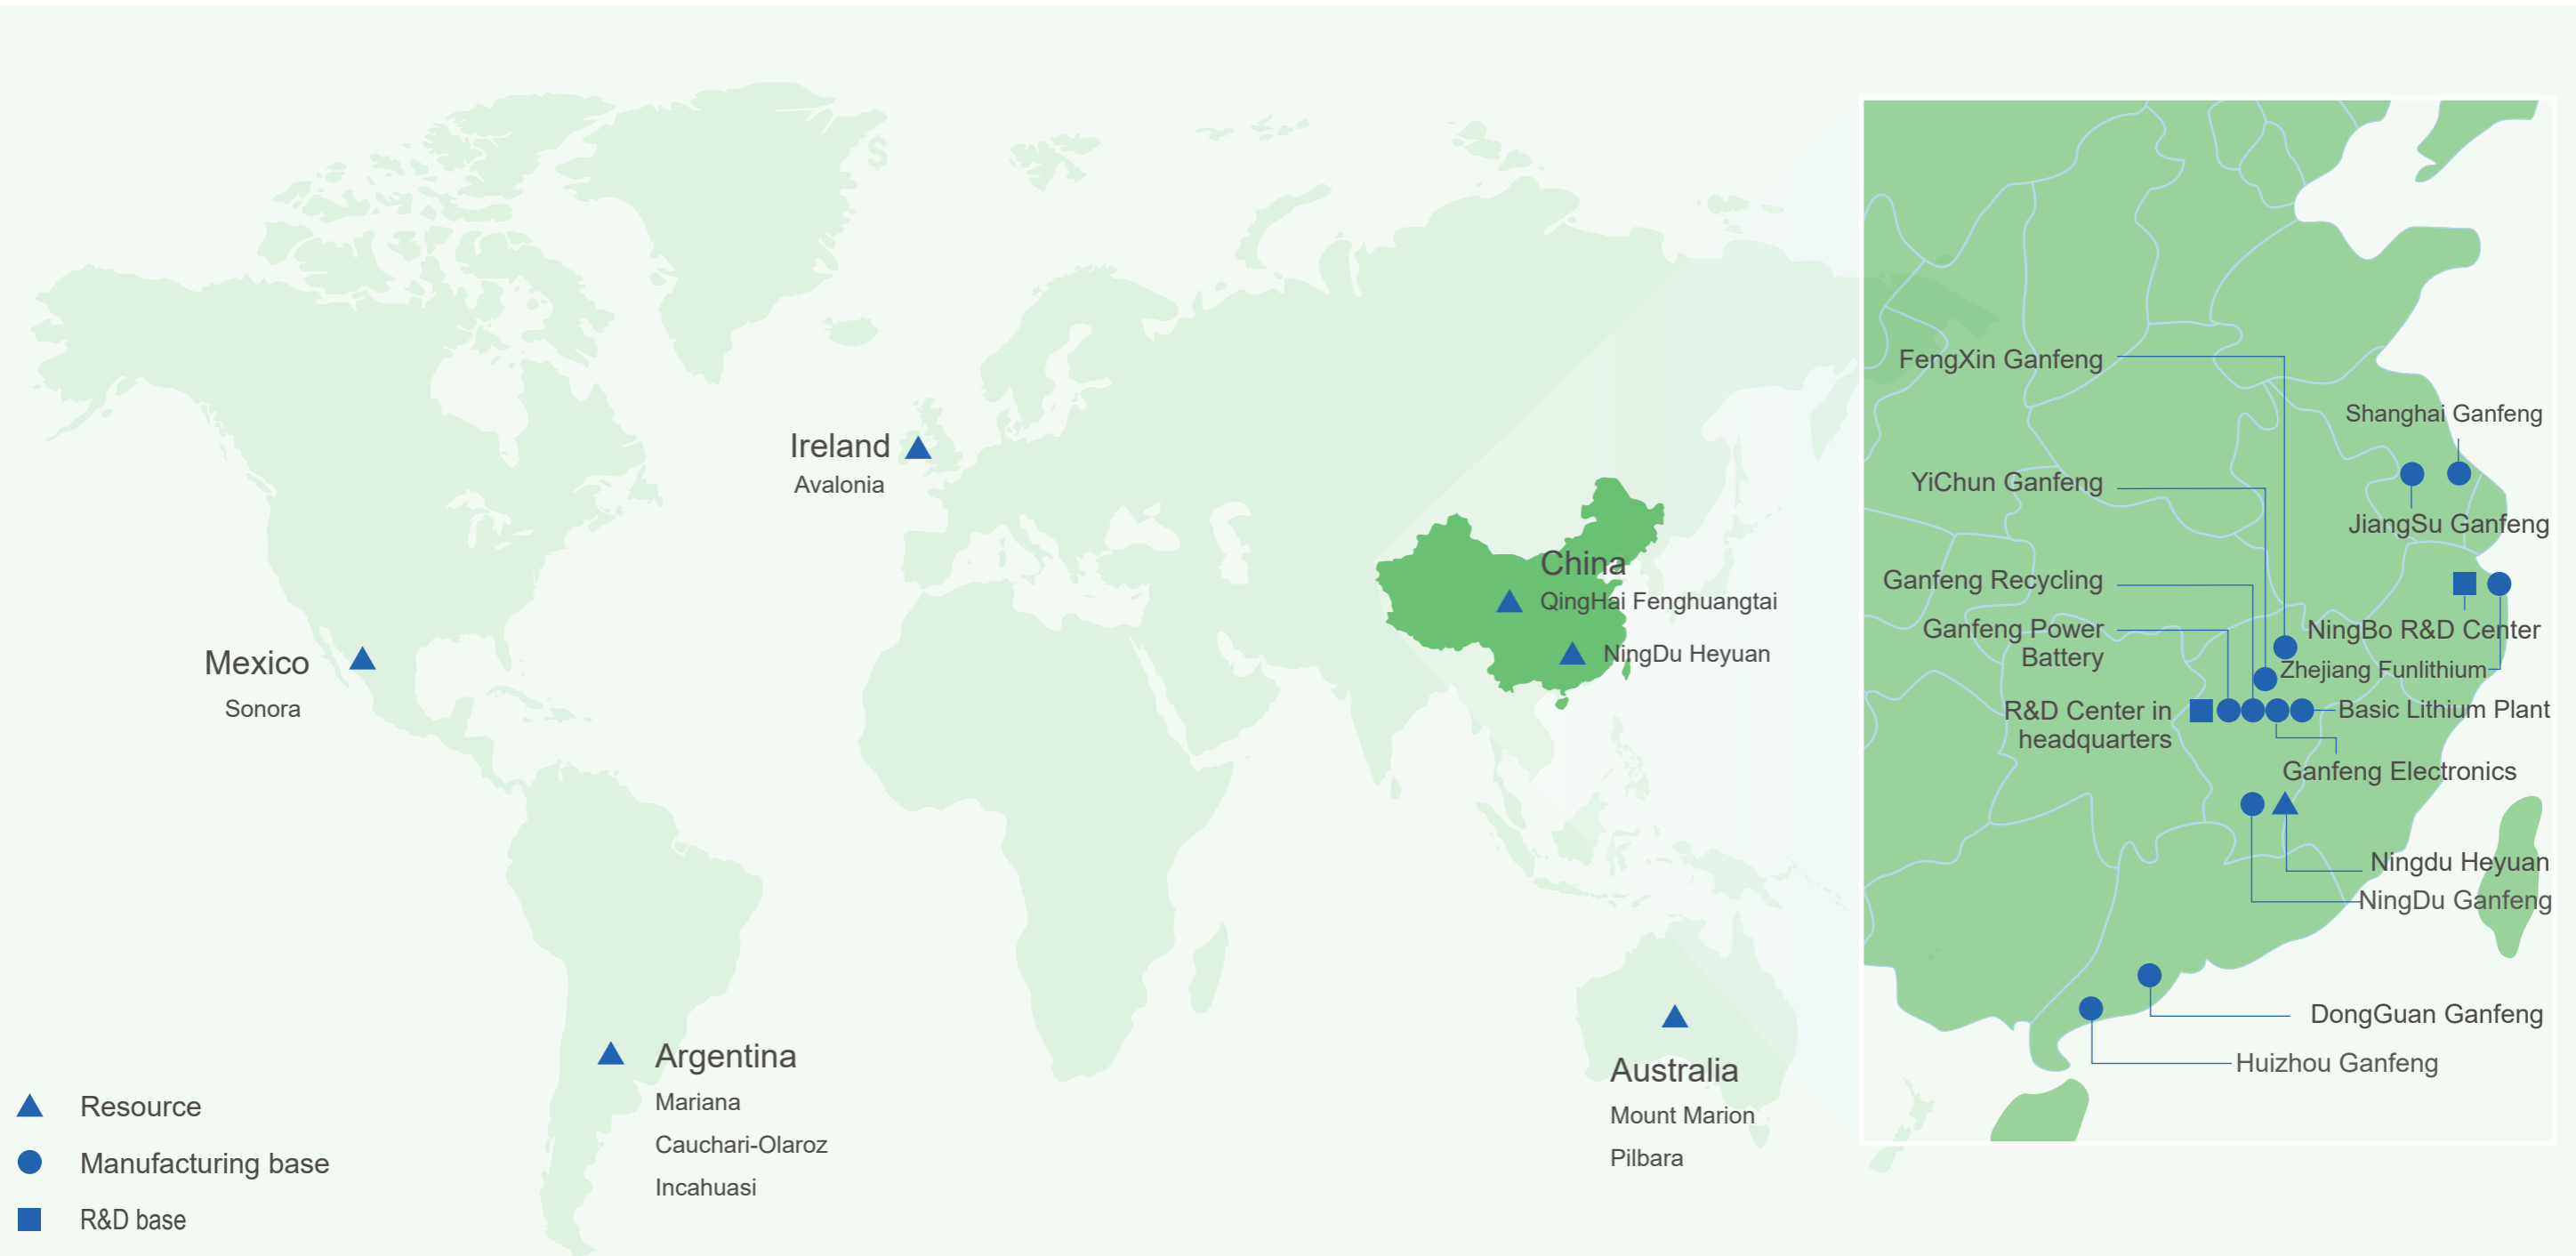 Ireland
Avalonia
Mexico
Sonora
China
QingHai Fenghuangtai
NingDu Heyuan
Argentina
Mariana
Cauchari-Olaroz
Incahuasi
Australia
Mount Marion
Pilbara
Resource
Manufacturing base
R&D base
FengXin Ganfeng
Shanghai Ganfeng
YiChun Ganfeng
JiangSu Ganfeng
Ganfeng Recycling
Ganfeng Power
Battery
NingBo R&D Center
Zhejiang Funlithium
R&D Center in
headquarters
Basic Lithium Plant
Ganfeng Electronics
Ningdu Heyuan
NingDu Ganfeng
DongGuan Ganfeng
Huizhou Ganfeng
$